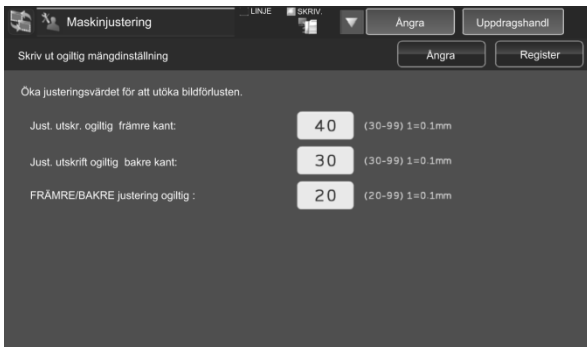 Maskinjustering
LINJE
SKRIV.
Ångra
Uppdragshandl
Skriv ut ogiltig mängdinställning
Ångra
Register
Öka justeringsvärdet för att utöka bildförlusten.
Just. utskr. ogiltig främre kant: 40 (30-99) 1=0.1mm
Just. utskrift ogiltig bakre kant: 30 (30-99) 1=0.1mm
FRÄMRE/BAKRE justering ogiltig : 20 (20-99) 1=0.1mm